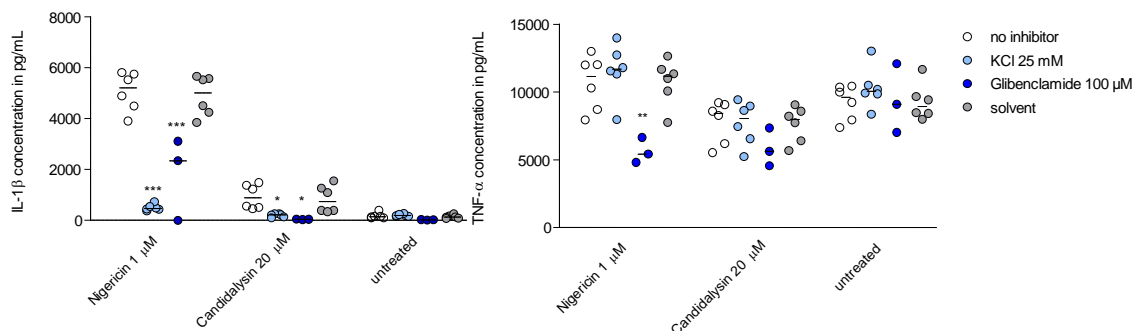 IL-1β concentration in pg/mL
8000
6000
4000
2000
0
***
***
*
*
Nigericin 1 µM
Candidalysin 20 µM
untreated
TNF-α concentration in pg/mL
15000
10000
5000
0
**
Nigericin 1 µM
Candidalysin 20 µM
untreated
no inhibitor
KCl 25 mM
Glibenclamide 100 µM
solvent